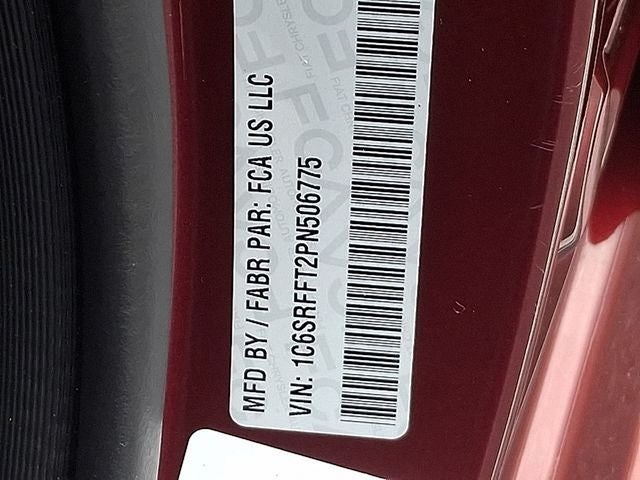 MFD BY / FABR PAR: FCA US LLC
VIN: 1C6SRFFT2PN506775